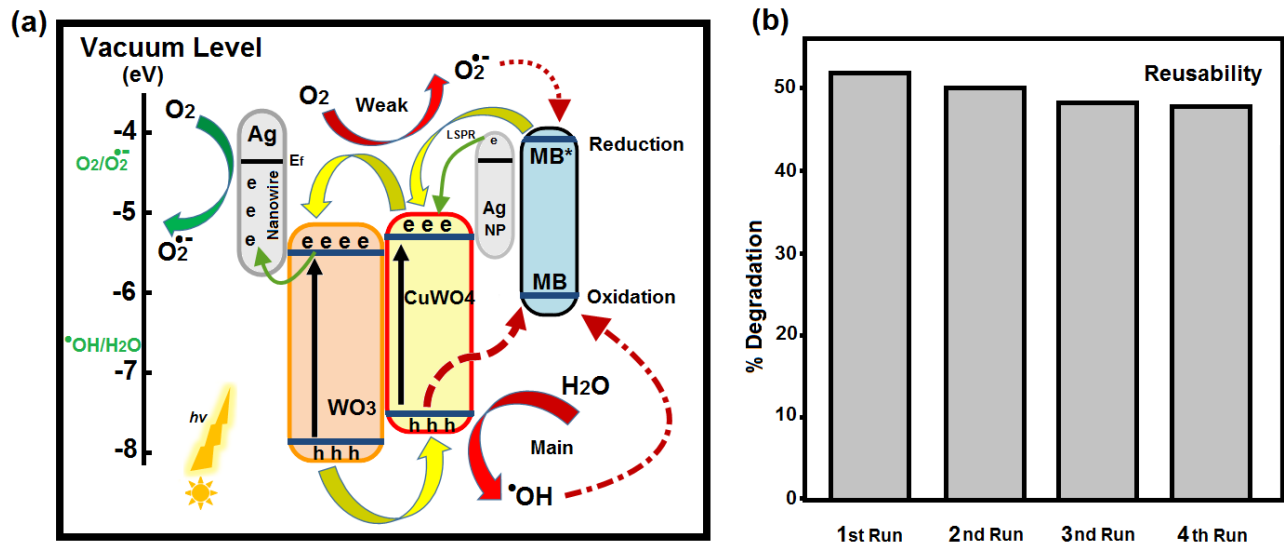 (a)
Vacuum Level
(eV)
-4
-5
-6
-7
-8
O2/O2•-
•OH/H2O
O2
O2•-
Ag
Ef
e
e
e
Nanowire
O2
Weak
O2•-
LSPR
e
Ag
NP
MB*
Reduction
MB
Oxidation
e e e e
WO3
h h h
e e e
CuWO4
h h h
H2O
Main
•OH
hv
(b)
Reusability
% Degradation
50
40
30
20
10
0
1st Run
2nd Run
3nd Run
4th Run